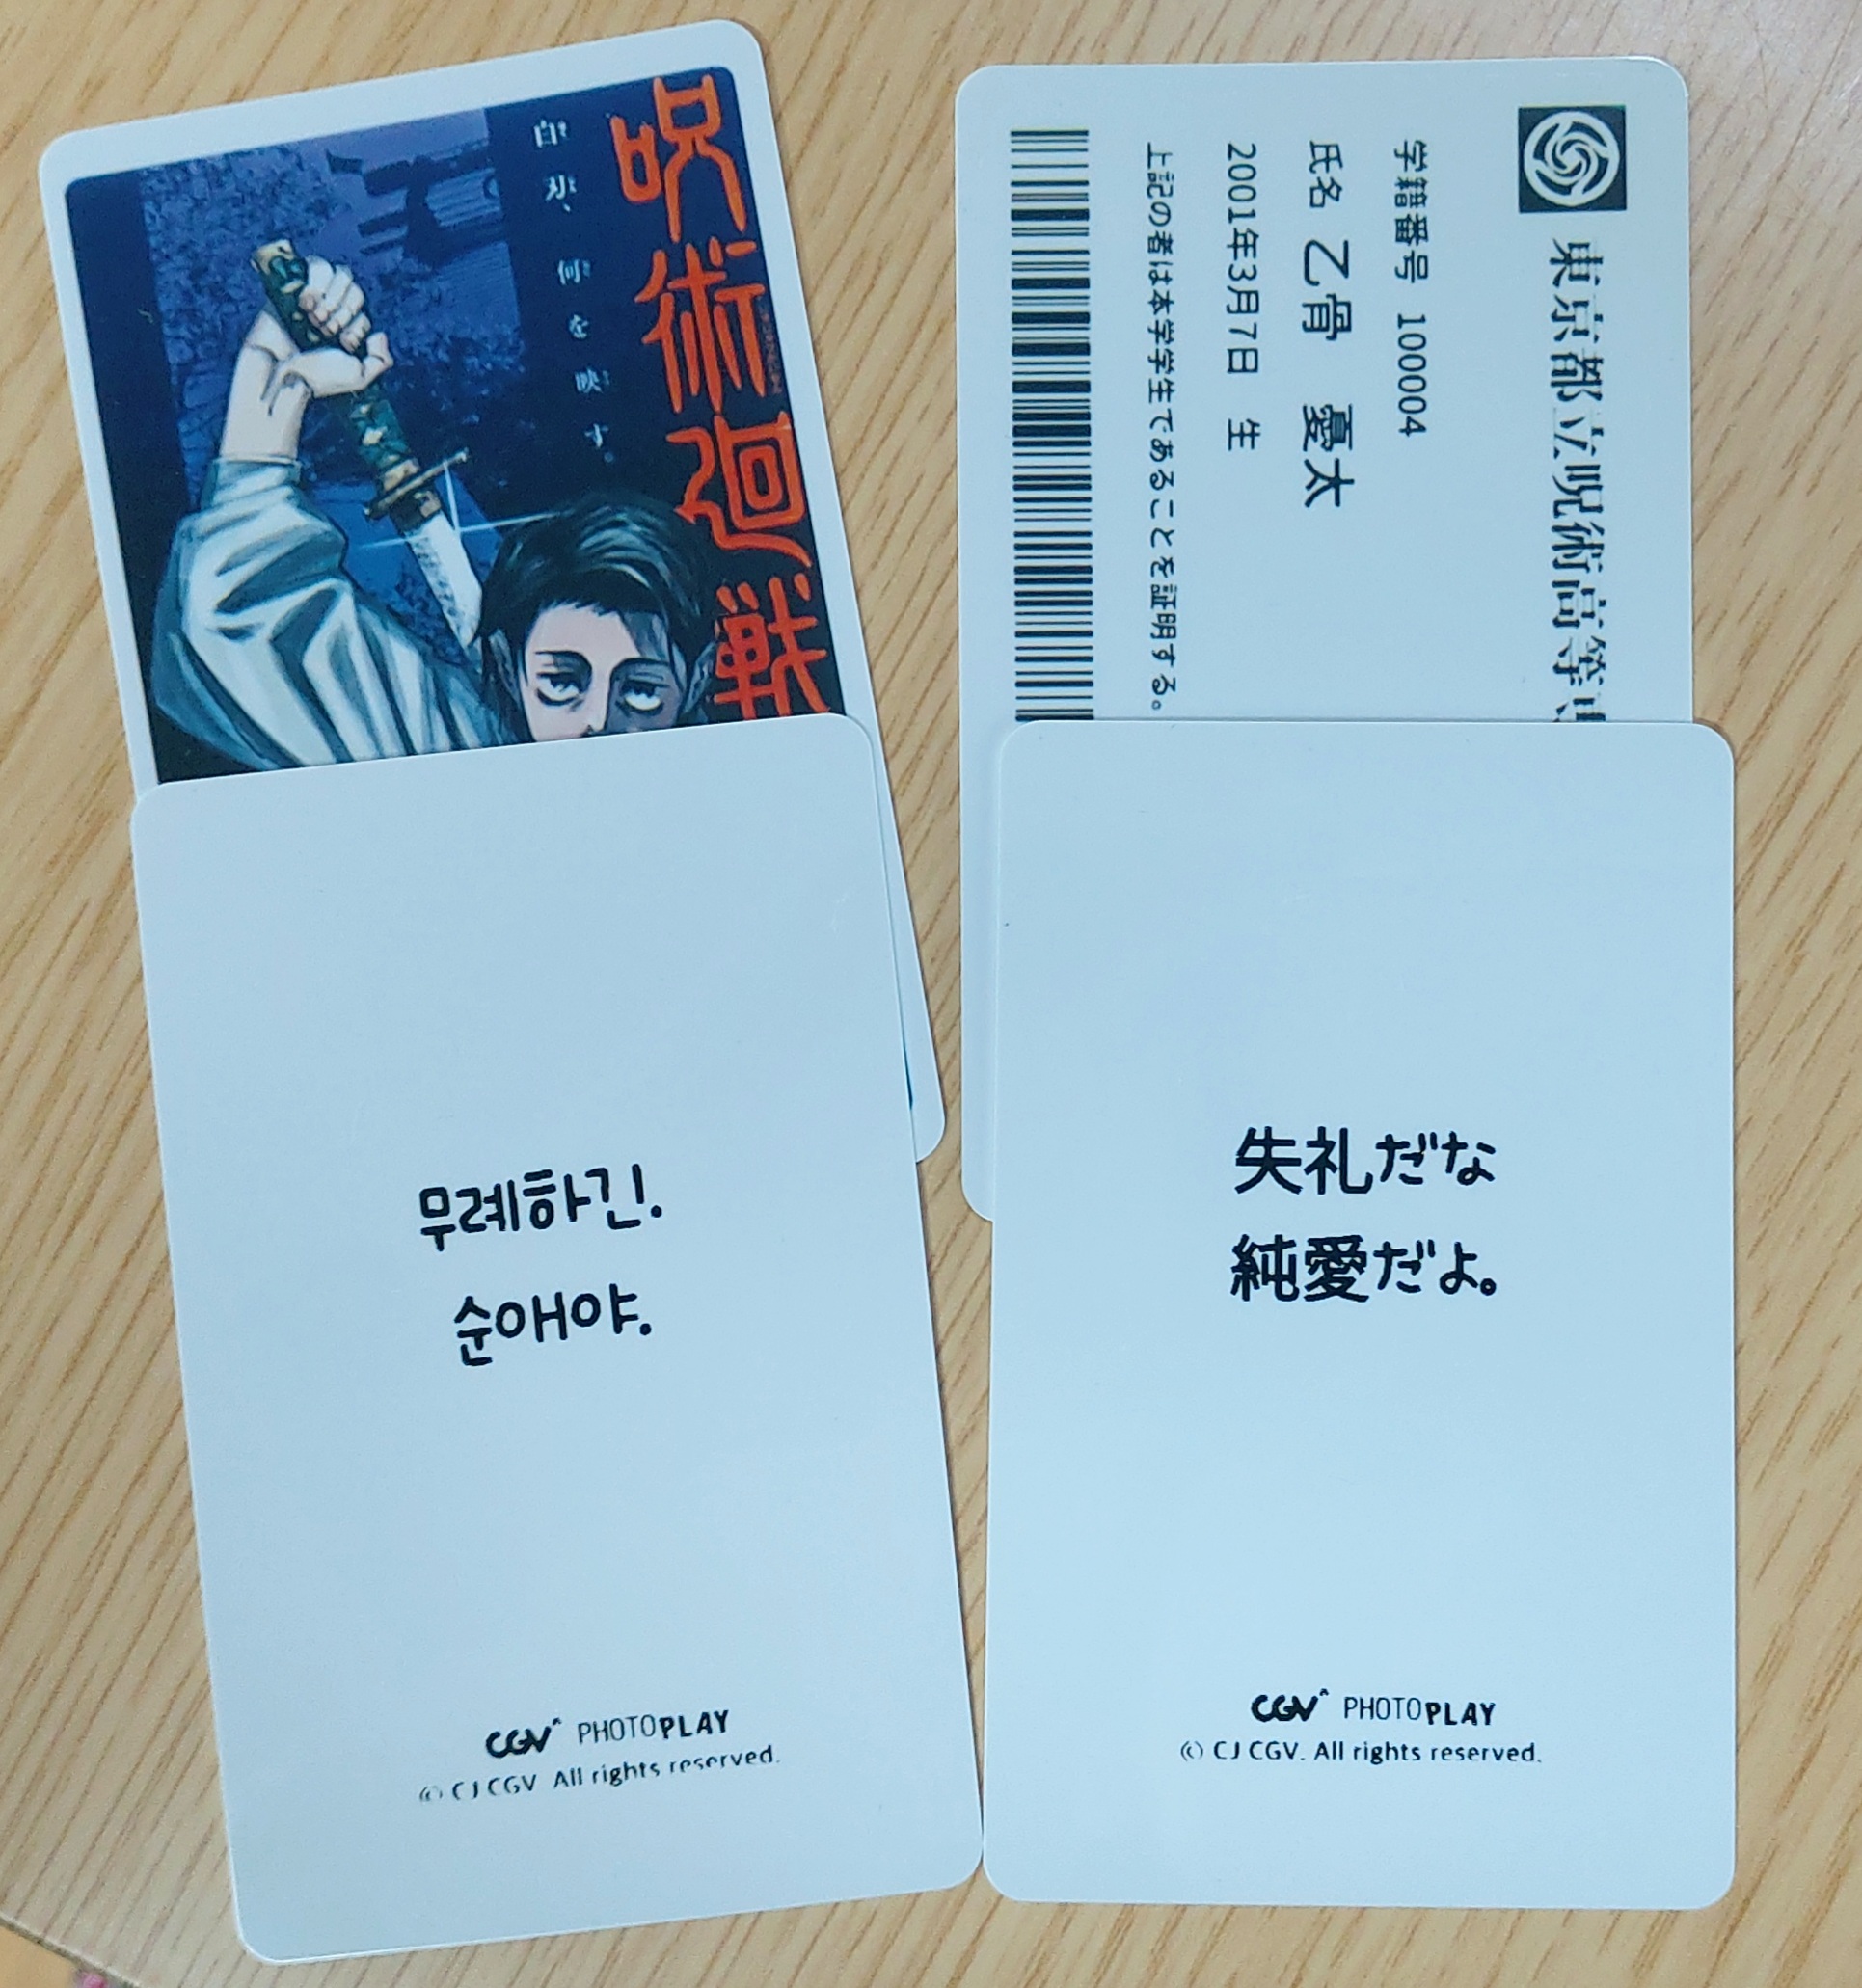 呪術廻戦
白刃、何を映す。
東京都立呪術高等
学籍番号 100004
氏名 乙骨 憂太
2001年3月7日 生
上記の者は本学学生であることを証明する。
무례하긴.
순애야.
CGV PHOTOPLAY
© CJ CGV. All rights reserved.
失礼だな
純愛だよ。
CGV PHOTOPLAY
© CJ CGV. All rights reserved.